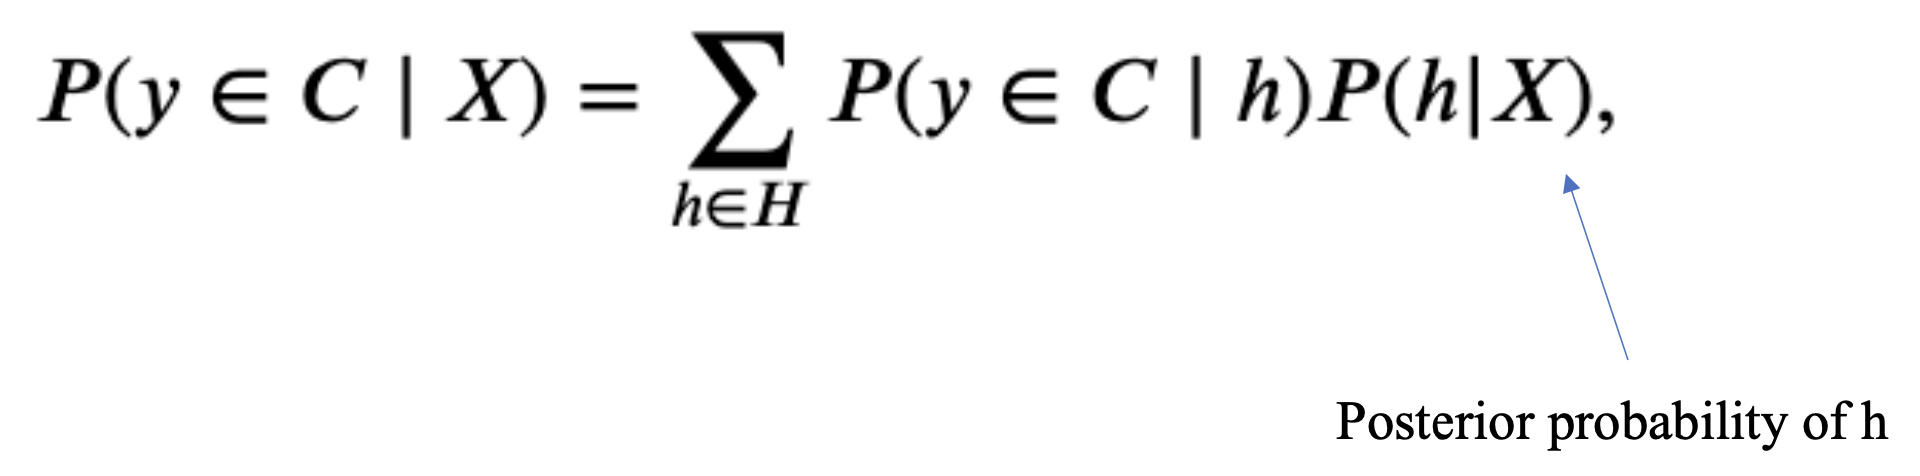 P(y ∈ C | X) = ∑ P(y ∈ C | h)P(h|X),
h∈H
Posterior probability of h